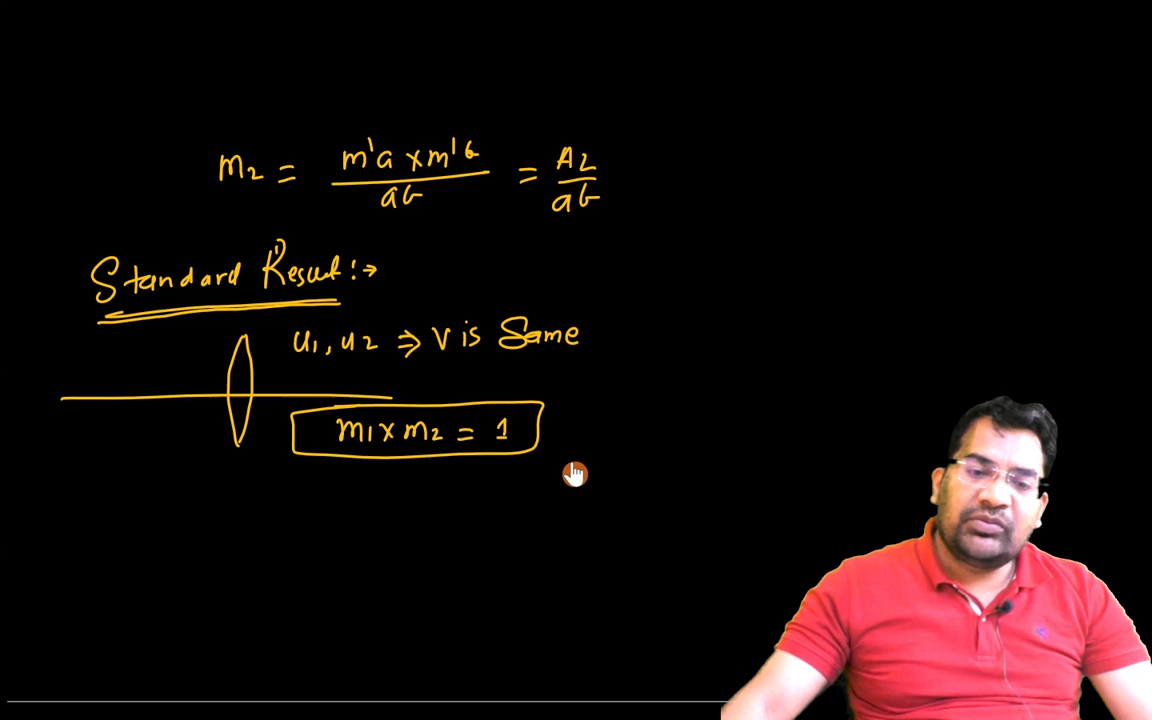 m2 = m'a x m'b / ab = A2 / ab
Standard Result :→
u1, u2 ⇒ v is Same
m1 x m2 = 1